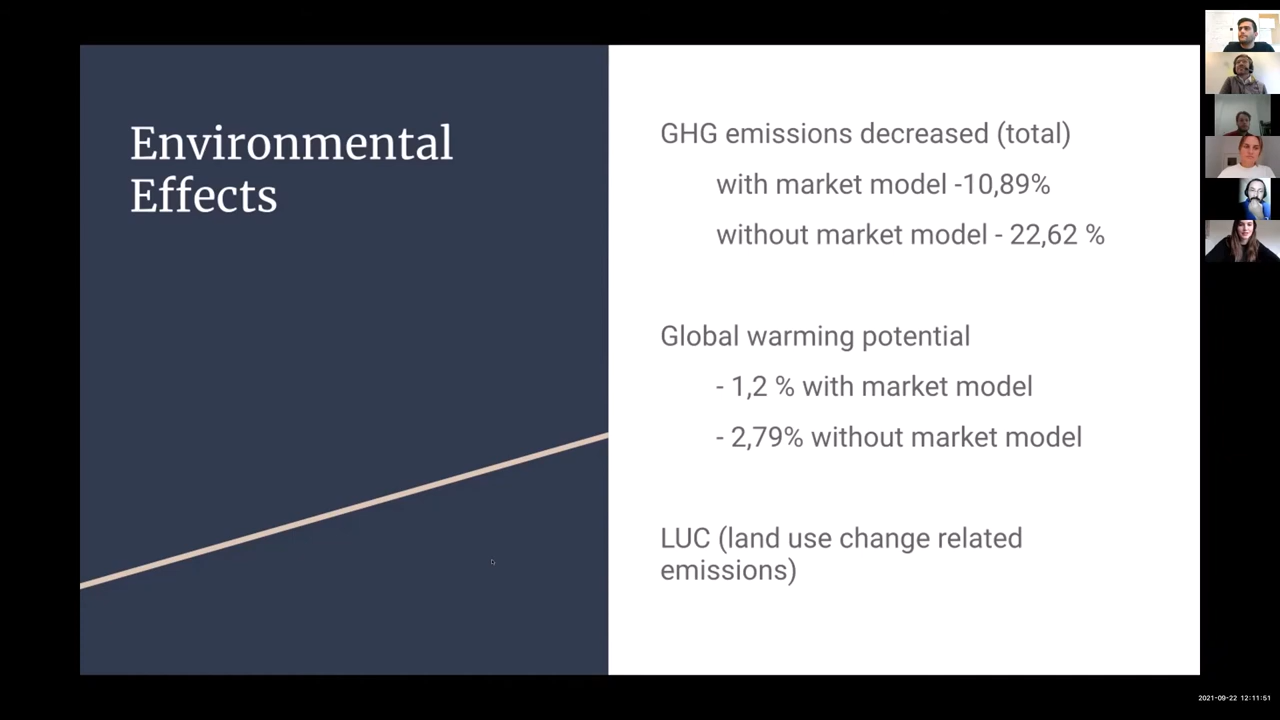 Environmental
Effects
GHG emissions decreased (total)
with market model -10,89%
without market model - 22,62 %
Global warming potential
- 1,2 % with market model
- 2,79% without market model
LUC (land use change related
emissions)
2021-09-22 12:11:51